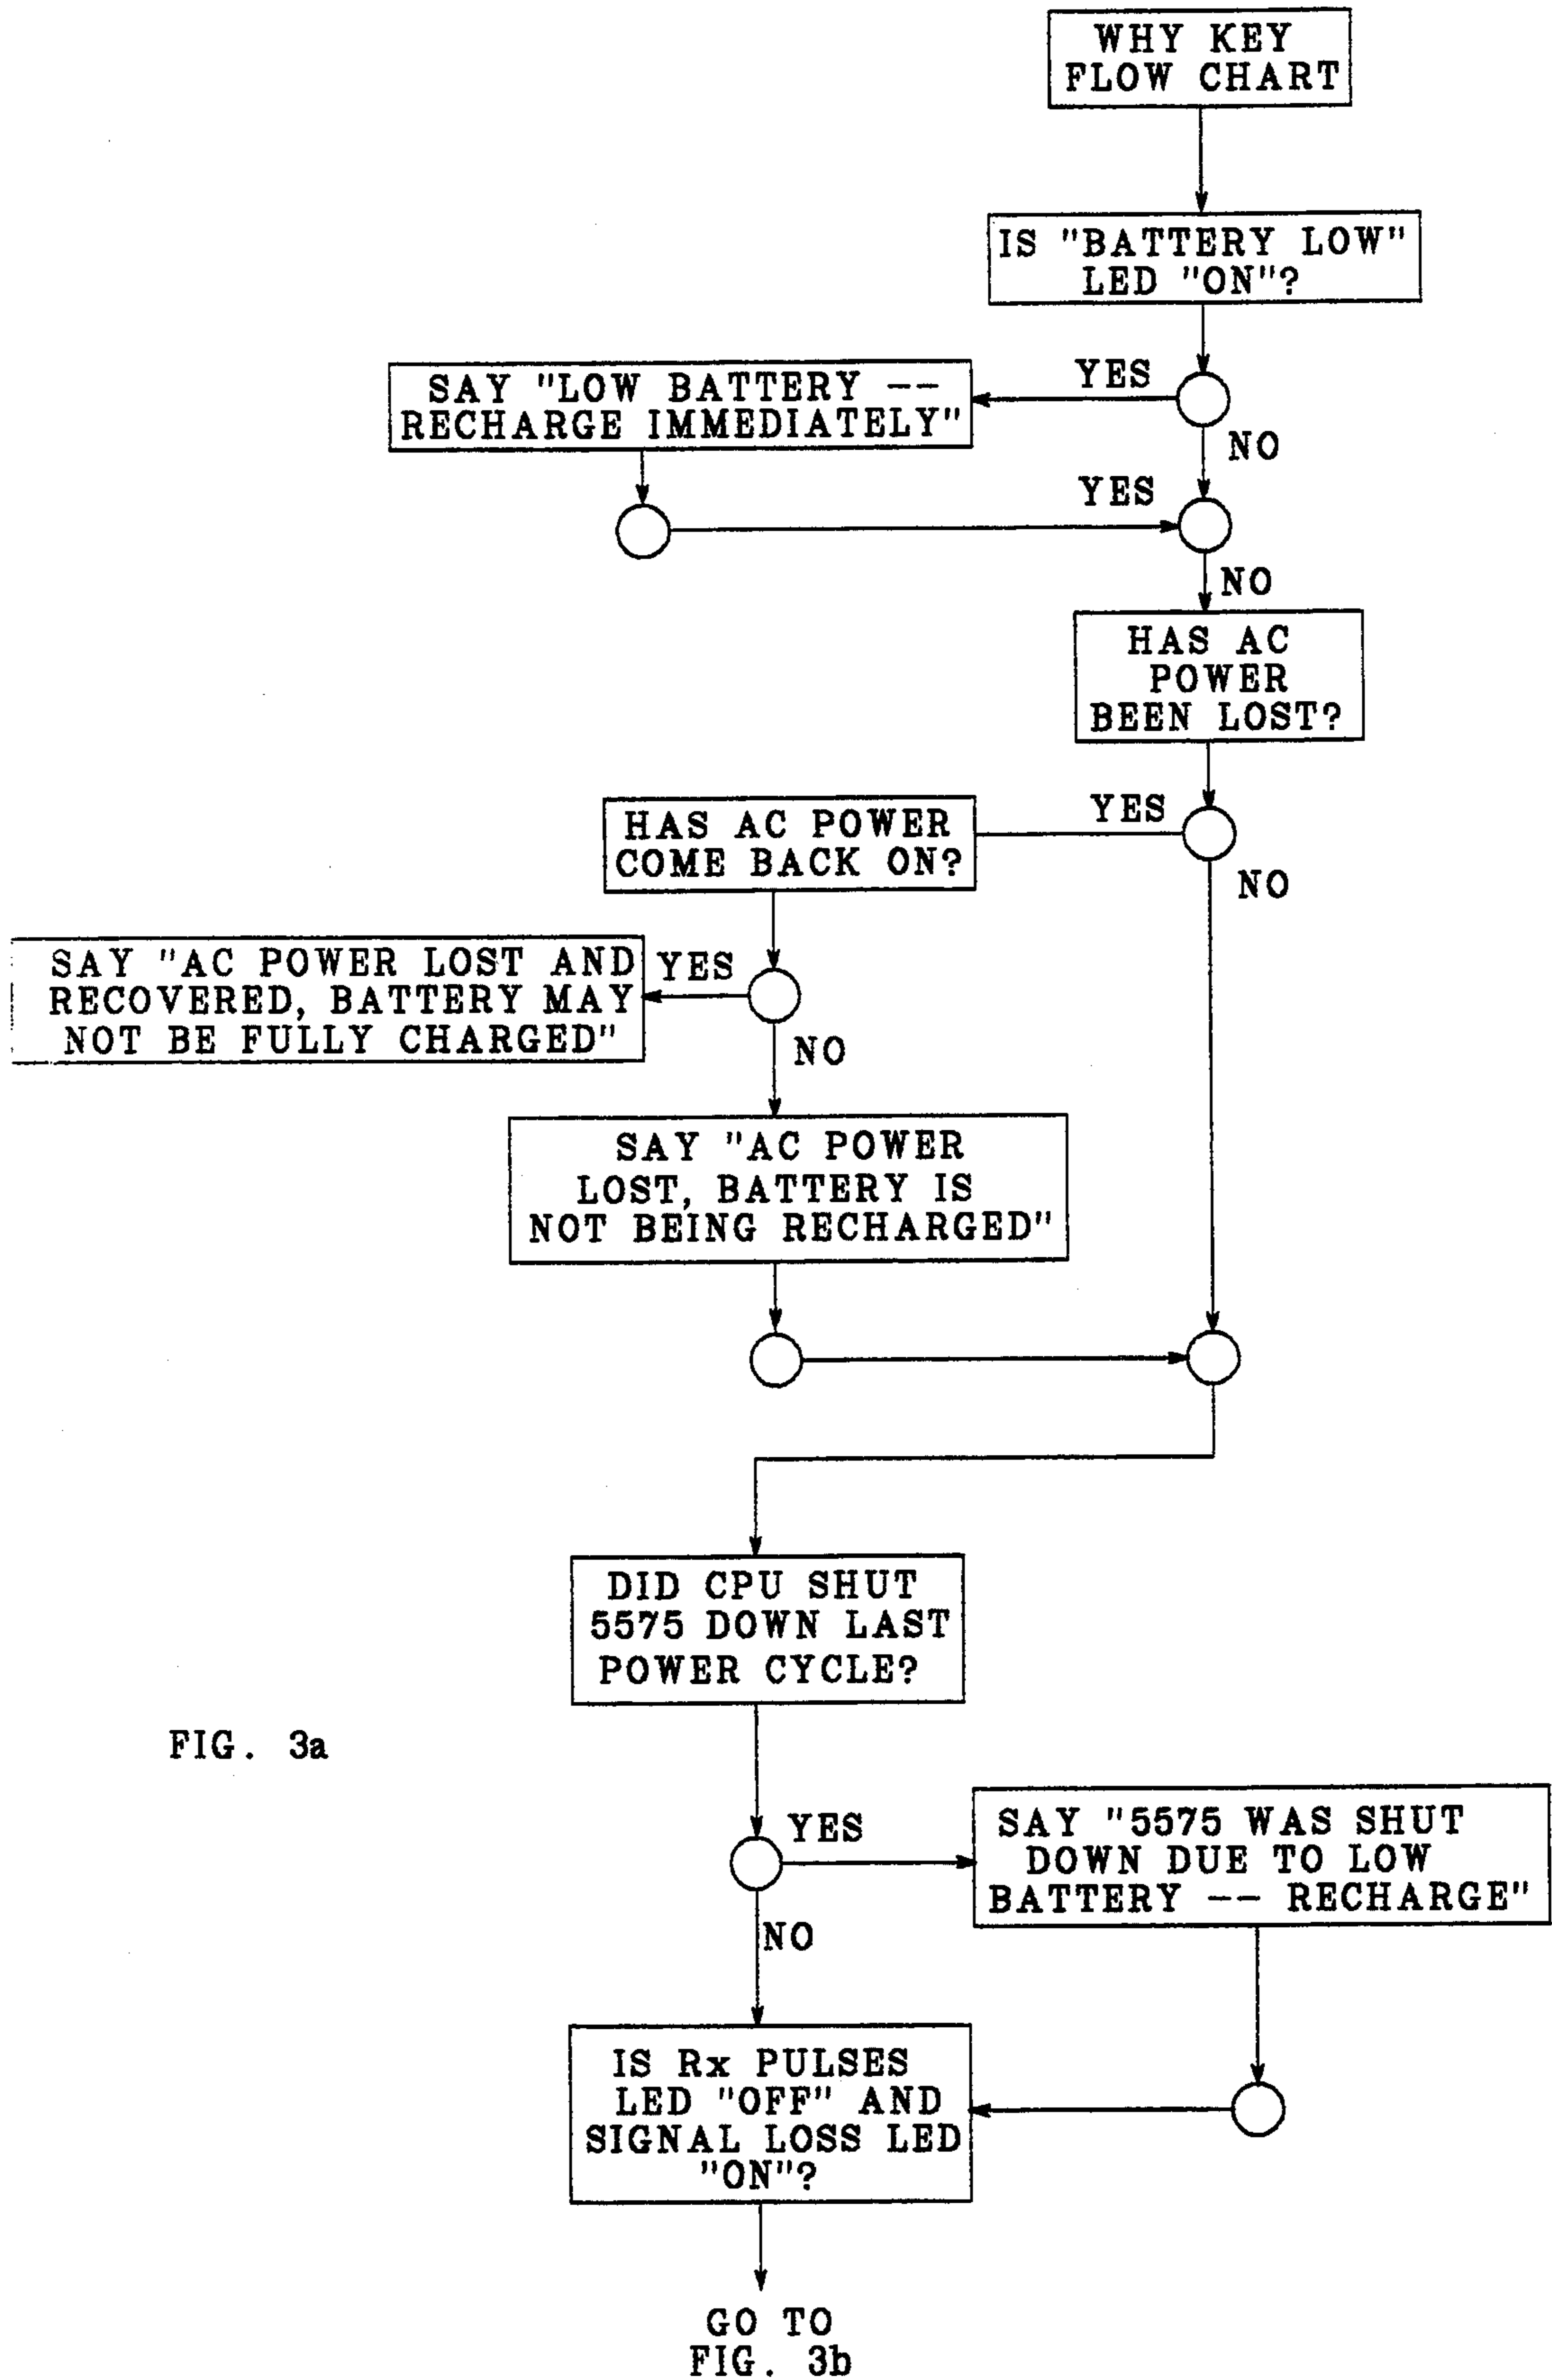 WHY KEY
FLOW CHART
IS "BATTERY LOW"
LED "ON"?
YES
SAY "LOW BATTERY --
RECHARGE IMMEDIATELY"
NO
YES
NO
HAS AC
POWER
BEEN LOST?
YES
HAS AC POWER
COME BACK ON?
NO
SAY "AC POWER LOST AND
RECOVERED, BATTERY MAY
NOT BE FULLY CHARGED"
YES
NO
SAY "AC POWER
LOST, BATTERY IS
NOT BEING RECHARGED"
DID CPU SHUT
5575 DOWN LAST
POWER CYCLE?
FIG. 3a
YES
SAY "5575 WAS SHUT
DOWN DUE TO LOW
BATTERY -- RECHARGE"
NO
IS Rx PULSES
LED "OFF" AND
SIGNAL LOSS LED
"ON"?
GO TO
FIG. 3b